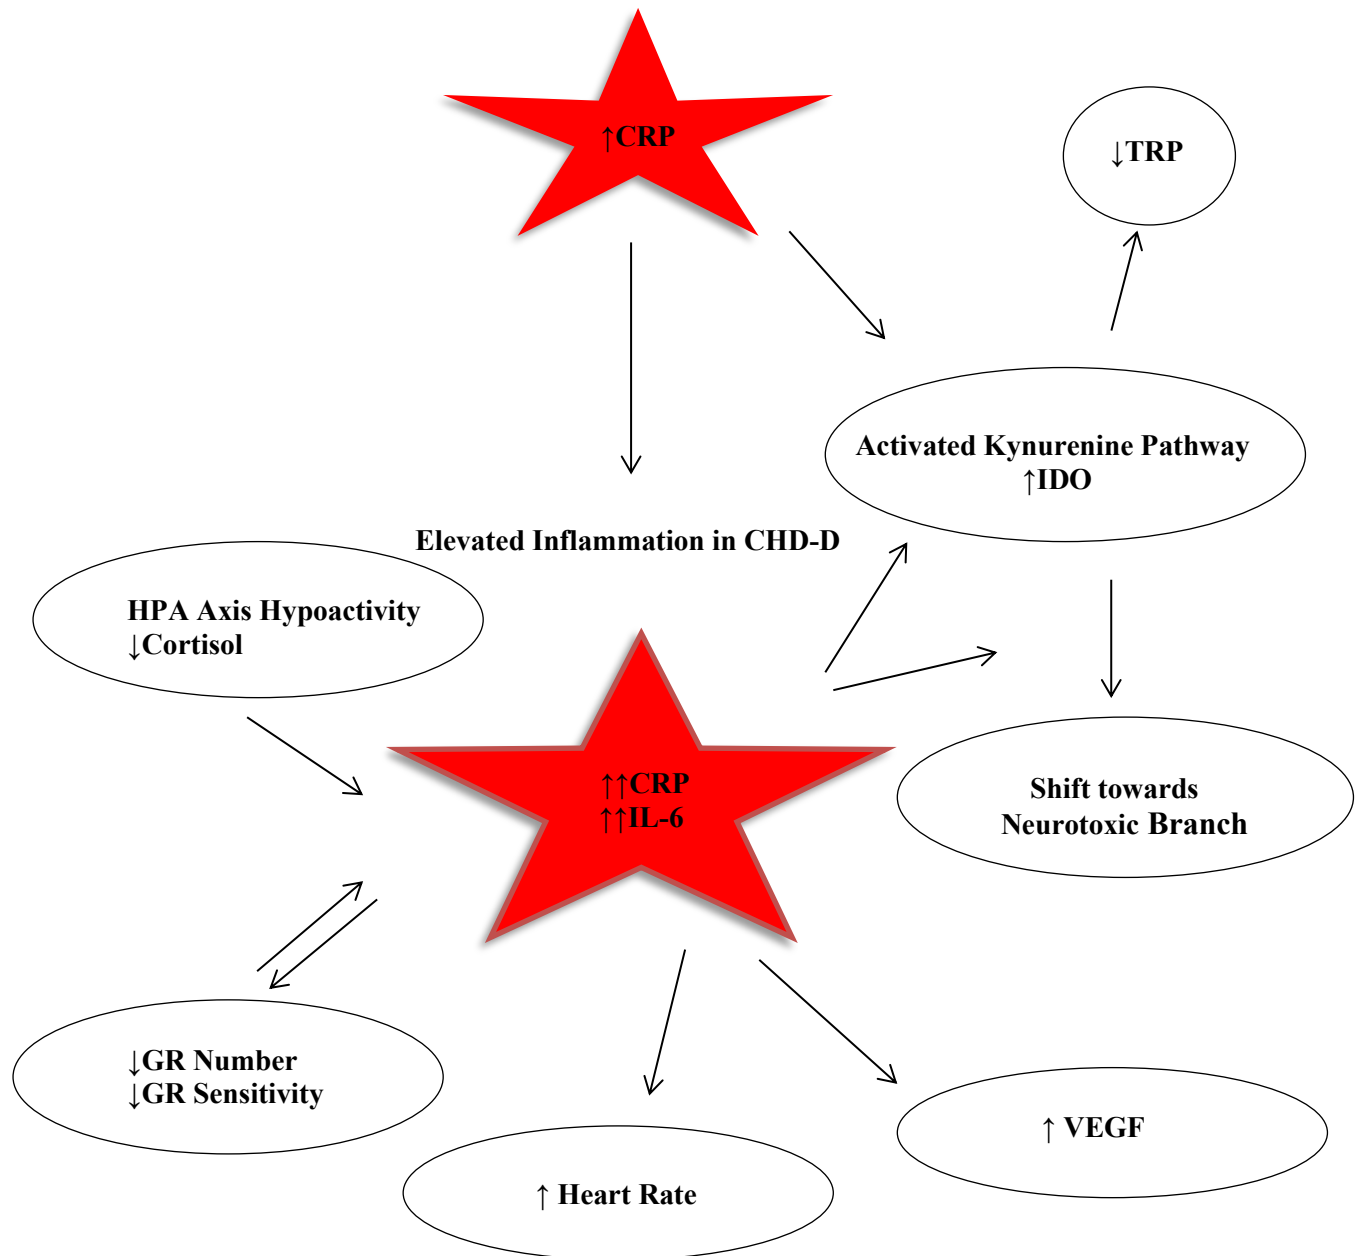 ↑CRP
↓TRP
Activated Kynurenine Pathway
↑IDO
Elevated Inflammation in CHD-D
HPA Axis Hypoactivity
↓Cortisol
↑↑CRP
↑↑IL-6
Shift towards
Neurotoxic Branch
↓GR Number
↓GR Sensitivity
↑ VEGF
↑ Heart Rate